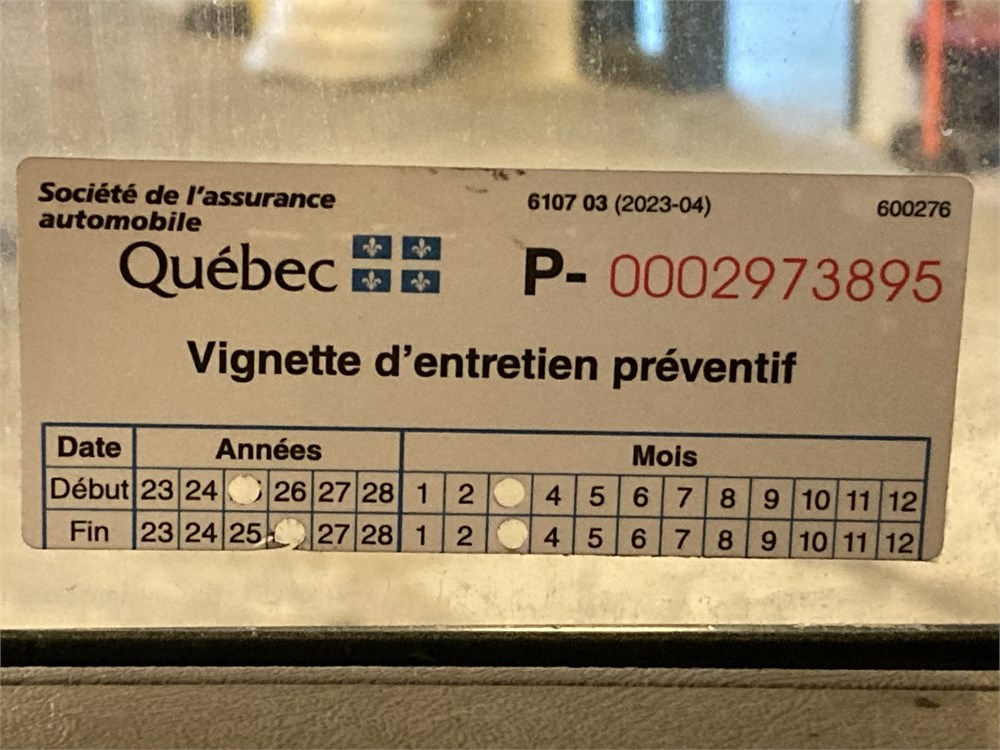 Société de l'assurance
automobile
Québec
6107 03 (2023-04)
600276
P- 0002973895
Vignette d'entretien préventif
Date Années Mois
Début 23 24 26 27 28 1 2 4 5 6 7 8 9 10 11 12
Fin 23 24 25 27 28 1 2 4 5 6 7 8 9 10 11 12